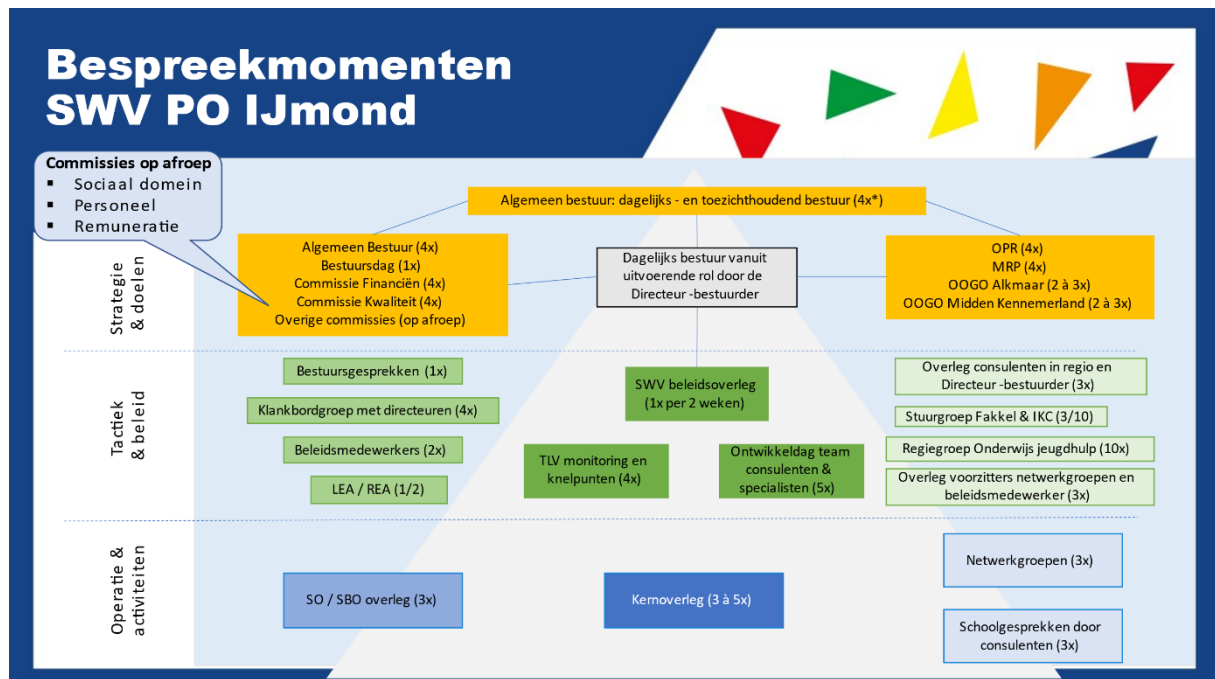 Bespreekmomenten
SWV PO IJmond
Commissies op afroep
▪ Sociaal domein
▪ Personeel
▪ Remuneratie
Algemeen bestuur: dagelijks - en toezichthoudend bestuur (4x*)
Strategie
& doelen
Algemeen Bestuur (4x)
Bestuursdag (1x)
Commissie Financiën (4x)
Commissie Kwaliteit (4x)
Overige commissies (op afroep)
Dagelijks bestuur vanuit
uitvoerende rol door de
Directeur -bestuurder
OPR (4x)
MRP (4x)
OOGO Alkmaar (2 à 3x)
OOGO Midden Kennemerland (2 à 3x)
Tactiek
& beleid
Bestuursgesprekken (1x)
Klankbordgroep met directeuren (4x)
Beleidsmedewerkers (2x)
LEA / REA (1/2)
SWV beleidsoverleg
(1x per 2 weken)
TLV monitoring en
knelpunten (4x)
Ontwikkeldag team
consulenten &
specialisten (5x)
Overleg consulenten in regio en
Directeur -bestuurder (3x)
Stuurgroep Fakkel & IKC (3/10)
Regiegroep Onderwijs jeugdhulp (10x)
Overleg voorzitters netwerkgroepen en
beleidsmedewerker (3x)
Operatie &
activiteiten
SO / SBO overleg (3x)
Kernoverleg (3 à 5x)
Netwerkgroepen (3x)
Schoolgesprekken door
consulenten (3x)